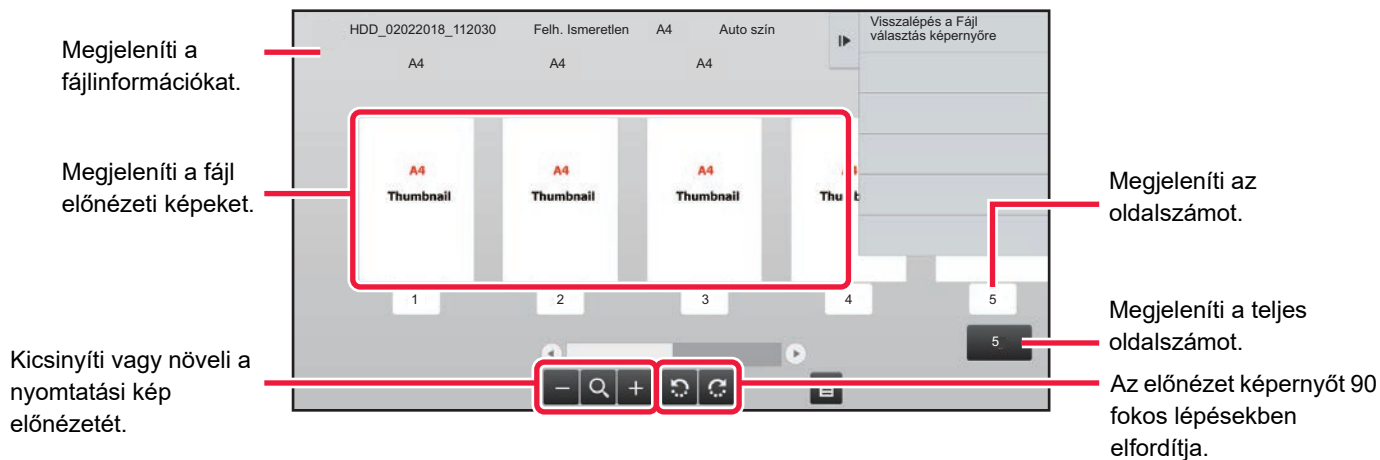 Megjeleníti a
fájlinformációkat.
Megjeleníti a fájl
előnézeti képeket.
Kicsinyíti vagy növeli a
nyomtatási kép
előnézetét.
HDD_02022018_112030 Felh. Ismeretlen A4 Auto szín
A4 A4 A4
Visszalépés a Fájl
választás képernyőre
A4 A4 A4
Thumbnail Thumbnail Thumbnail
1 2 3 4 5
5
Megjeleníti az
oldalszámot.
Megjeleníti a teljes
oldalszámot.
Az előnézet képernyőt 90
fokos lépésekben
elfordítja.